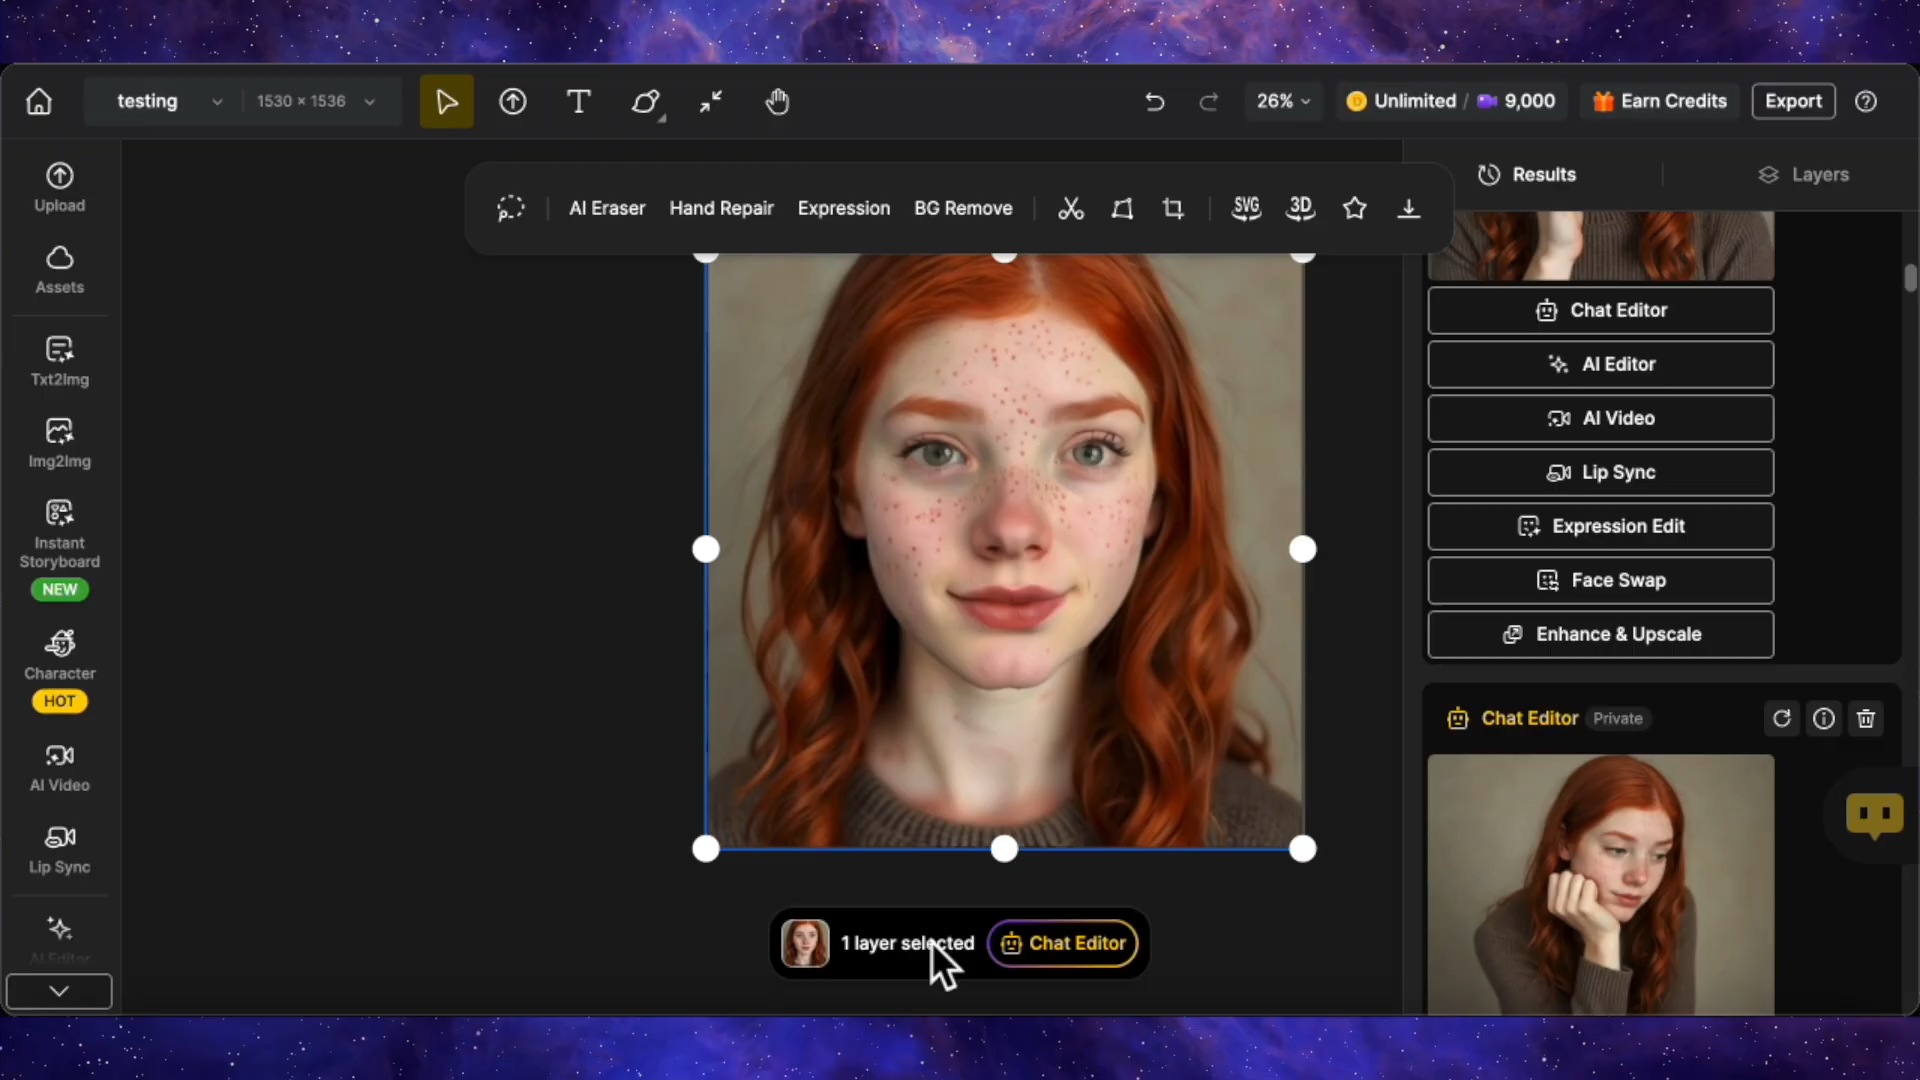 testing
1530 × 1536
26%
Unlimited / 9,000
Earn Credits
Export
Upload
Assets
Txt2Img
Img2Img
Instant
Storyboard
NEW
Character
HOT
AI Video
Lip Sync
AI Editor
AI Eraser
Hand Repair
Expression
BG Remove
SVG
3D
1 layer selected
Chat Editor
Results
Layers
Chat Editor
AI Editor
AI Video
Lip Sync
Expression Edit
Face Swap
Enhance & Upscale
Chat Editor
Private